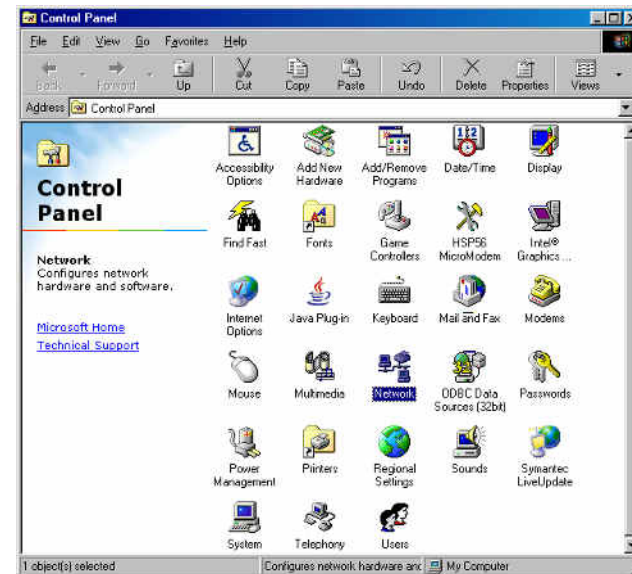 Control Panel
File Edit View Go Favorites Help
Back Forward Up Cut Copy Paste Undo Delete Properties Views
Address Control Panel
Control
Panel
Network
Configures network
hardware and software.
Microsoft Home
Technical Support
Accessibility
Options
Add New
Hardware
Add/Remove
Programs
Date/Time
Display
Find Fast
Fonts
Game
Controllers
HSP56
MicroModem
Intel®
Graphics ...
Internet
Options
Java Plug-in
Keyboard
Mail and Fax
Modems
Mouse
Multimedia
Network
ODBC Data
Sources (32bit)
Passwords
Power
Management
Printers
Regional
Settings
Sounds
Symantec
LiveUpdate
System
Telephony
Users
1 object(s) selected
Configures network hardware and
My Computer